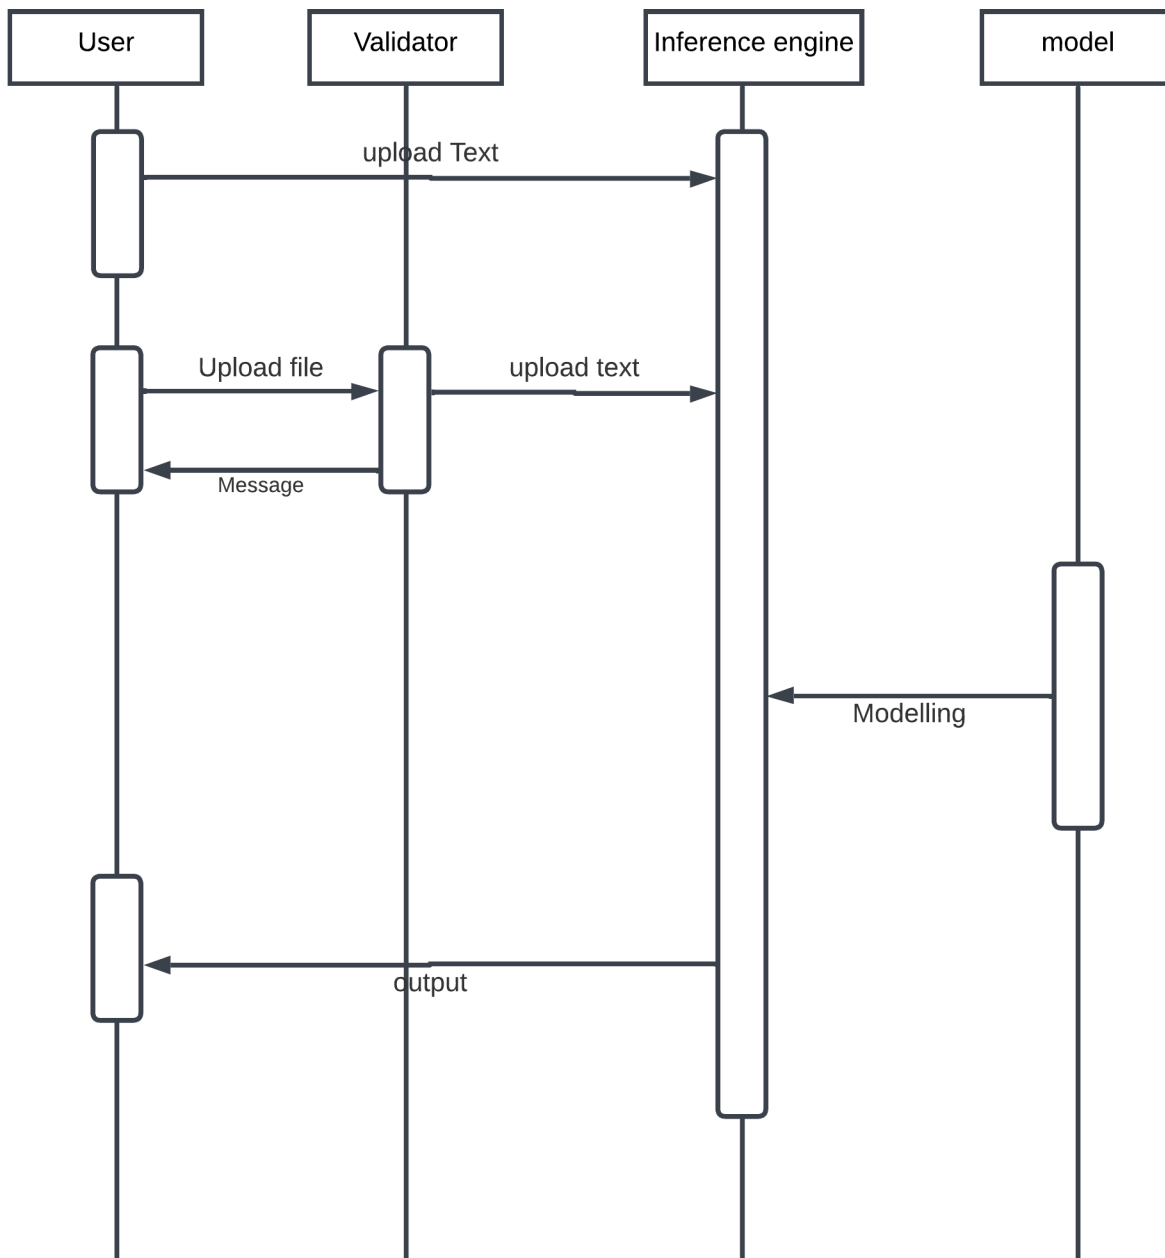 User
Validator
Inference engine
model
upload Text
Upload file
upload text
Message
Modelling
output